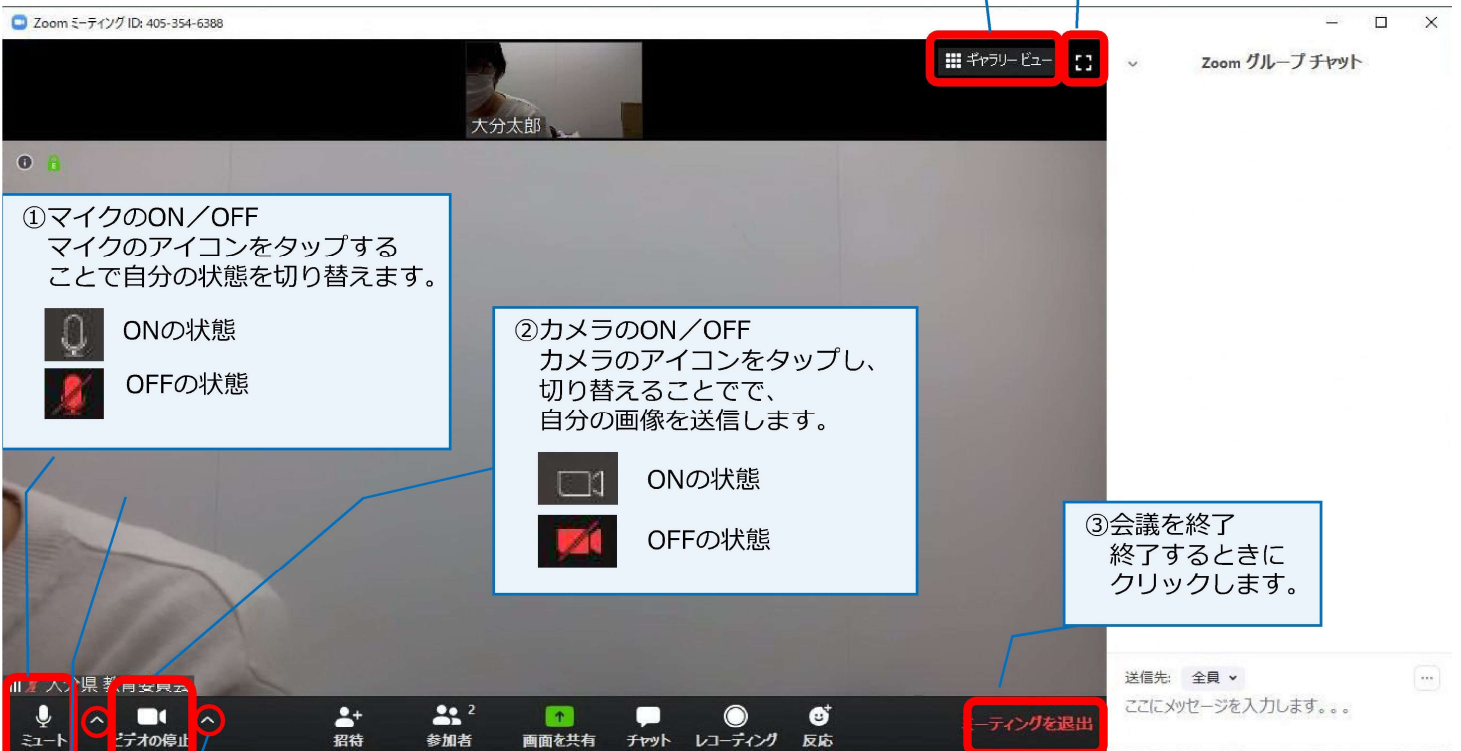 Zoom ミーティング ID: 405-354-6388
ギャラリー ビュー
Zoom グループ チャット
大分太郎
①マイクのON／OFF
マイクのアイコンをタップする
ことで自分の状態を切り替えます。
ONの状態
OFFの状態
②カメラのON／OFF
カメラのアイコンをタップし、
切り替えることでで、
自分の画像を送信します。
ONの状態
OFFの状態
③会議を終了
終了するときに
クリックします。
大分県 教育委員会
送信先: 全員
ここにメッセージを入力します。。。
ミュート
ビデオの停止
招待
参加者 2
画面を共有
チャット
レコーディング
反応
ミーティングを退出